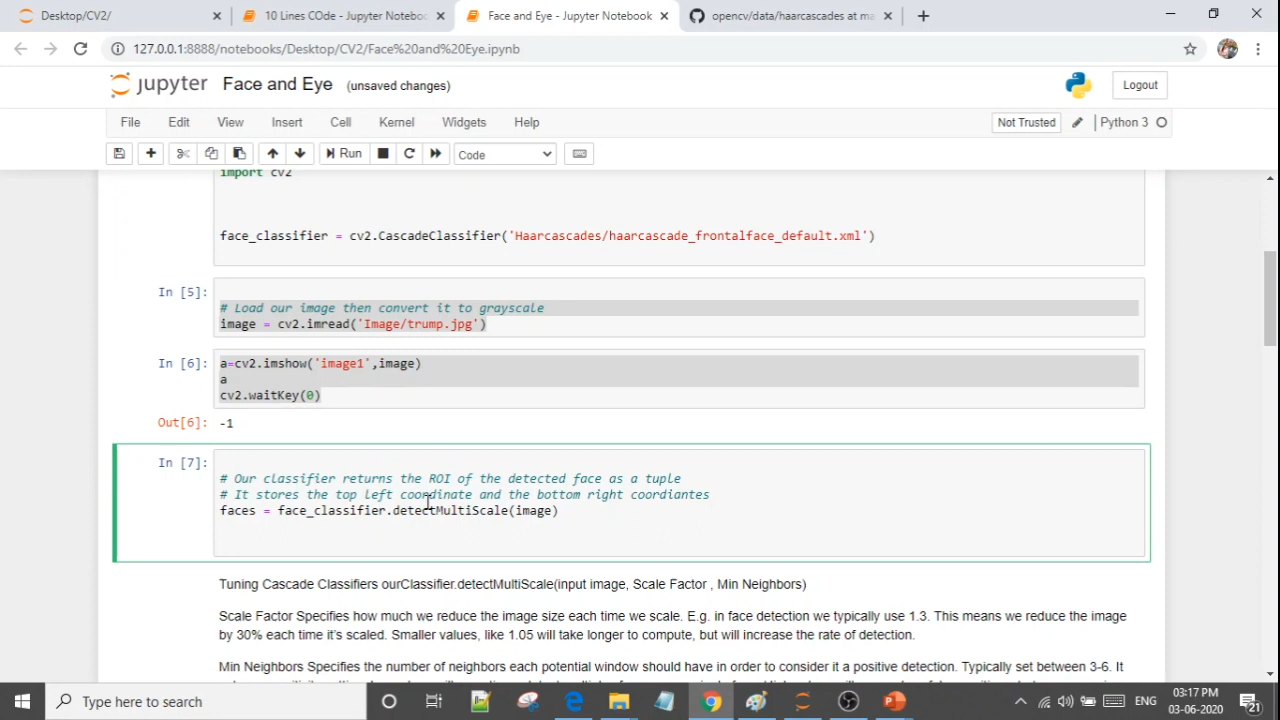 Desktop/CV2/
10 Lines COde - Jupyter Notebo
Face and Eye - Jupyter Notebook
opencv/data/haarcascades at ma
127.0.0.1:8888/notebooks/Desktop/CV2/Face%20and%20Eye.ipynb
jupyter Face and Eye (unsaved changes)
Logout
File Edit View Insert Cell Kernel Widgets Help
Not Trusted
Python 3
Run
Code
import cv2
face_classifier = cv2.CascadeClassifier('Haarcascades/haarcascade_frontalface_default.xml')
In [5]:
# Load our image then convert it to grayscale
image = cv2.imread('Image/trump.jpg')
In [6]:
a=cv2.imshow('image1',image)
a
cv2.waitKey(0)
Out[6]: -1
In [7]:
# Our classifier returns the ROI of the detected face as a tuple
# It stores the top left coordinate and the bottom right coordiantes
faces = face_classifier.detectMultiScale(image)
Tuning Cascade Classifiers ourClassifier.detectMultiScale(input image, Scale Factor , Min Neighbors)
Scale Factor Specifies how much we reduce the image size each time we scale. E.g. in face detection we typically use 1.3. This means we reduce the image
by 30% each time it's scaled. Smaller values, like 1.05 will take longer to compute, but will increase the rate of detection.
Min Neighbors Specifies the number of neighbors each potential window should have in order to consider it a positive detection. Typically set between 3-6. It
Type here to search
ENG
03:17 PM
03-06-2020
21